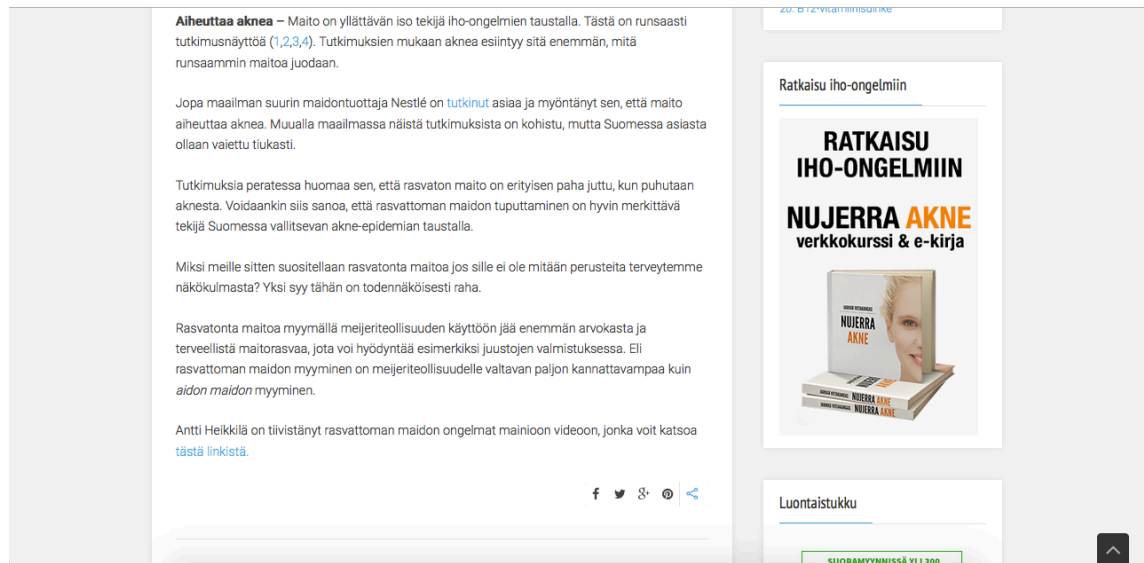 Aiheuttaa aknea – Maito on yllättävän iso tekijä iho-ongelmien taustalla. Tästä on runsaasti
tutkimusnäyttöä (1,2,3,4). Tutkimuksien mukaan aknea esiintyy sitä enemmän, mitä
runsaammin maitoa juodaan.
Jopa maailman suurin maidontuottaja Nestlé on tutkinut asiaa ja myöntänyt sen, että maito
aiheuttaa aknea. Muualla maailmassa näistä tutkimuksista on kohistu, mutta Suomessa asiasta
ollaan vaiettu tiukasti.
Tutkimuksia peratessa huomaa sen, että rasvaton maito on erityisen paha juttu, kun puhutaan
aknesta. Voidaankin siis sanoa, että rasvattoman maidon tuputtaminen on hyvin merkittävä
tekijä Suomessa vallitsevan akne-epidemian taustalla.
Miksi meille sitten suositellaan rasvatonta maitoa jos sille ei ole mitään perusteita terveytemme
näkökulmasta? Yksi syy tähän on todennäköisesti raha.
Rasvatonta maitoa myymällä meijeriteollisuuden käyttöön jää enemmän arvokasta ja
terveellistä maitorasvaa, jota voi hyödyntää esimerkiksi juustojen valmistuksessa. Eli
rasvattoman maidon myyminen on meijeriteollisuudelle valtavan paljon kannattavampaa kuin
aidon maidon myyminen.
Antti Heikkilä on tiivistänyt rasvattoman maidon ongelmat mainioon videoon, jonka voit katsoa
tästä linkistä.
20. B12-vitamiinisuihke
Ratkaisu iho-ongelmiin
RATKAISU
IHO-ONGELMIIN
NUJERRA AKNE
verkkokurssi & e-kirja
NUJERRA
AKNE
NUJERRA AKNE
NUJERRA AKNE
Luontaistukku
SUORAMYYNNISSÄ YLI 300